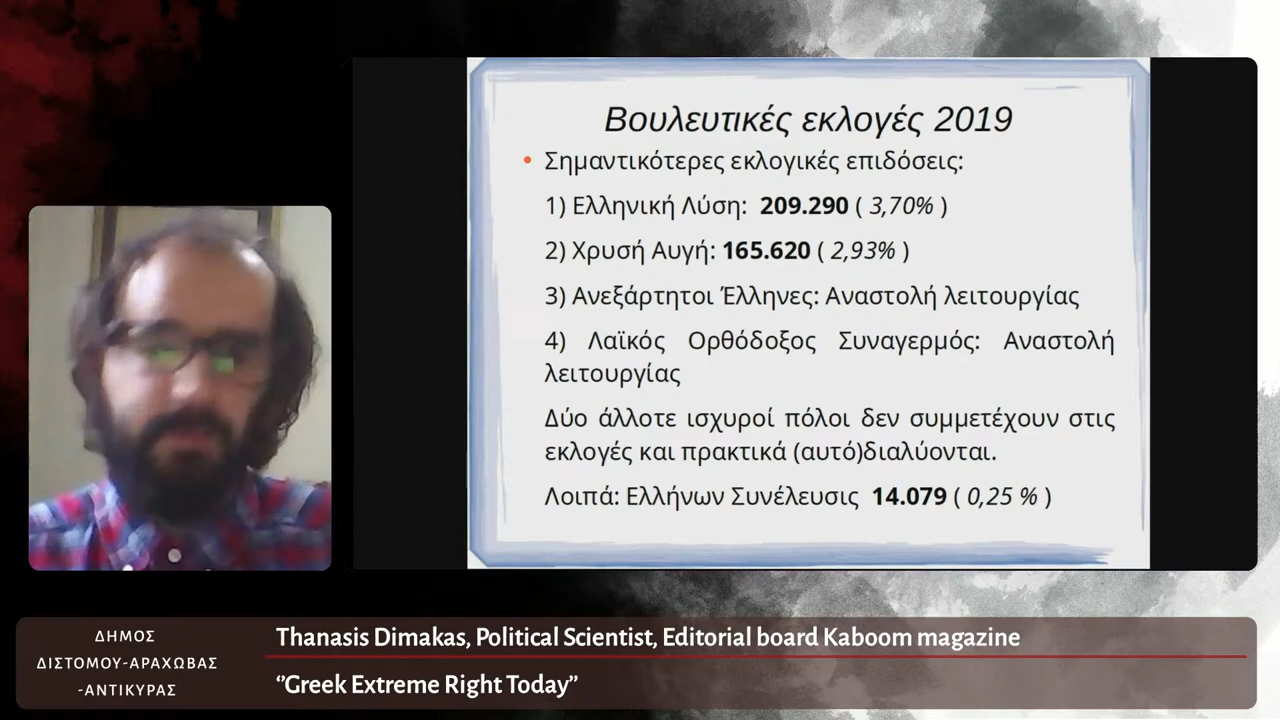 Βουλευτικές εκλογές 2019
• Σημαντικότερες εκλογικές επιδόσεις:
1) Ελληνική Λύση: 209.290 ( 3,70% )
2) Χρυσή Αυγή: 165.620 ( 2,93% )
3) Ανεξάρτητοι Έλληνες: Αναστολή λειτουργίας
4) Λαϊκός Ορθόδοξος Συναγερμός: Αναστολή
λειτουργίας
Δύο άλλοτε ισχυροί πόλοι δεν συμμετέχουν στις
εκλογές και πρακτικά (αυτό)διαλύονται.
Λοιπά: Ελλήνων Συνέλευσις 14.079 ( 0,25 % )
ΔΗΜΟΣ
ΔΙΣΤΟΜΟΥ-ΑΡΑΧΩΒΑΣ
-ΑΝΤΙΚΥΡΑΣ
Thanasis Dimakas, Political Scientist, Editorial board Kaboom magazine
‘’Greek Extreme Right Today’’